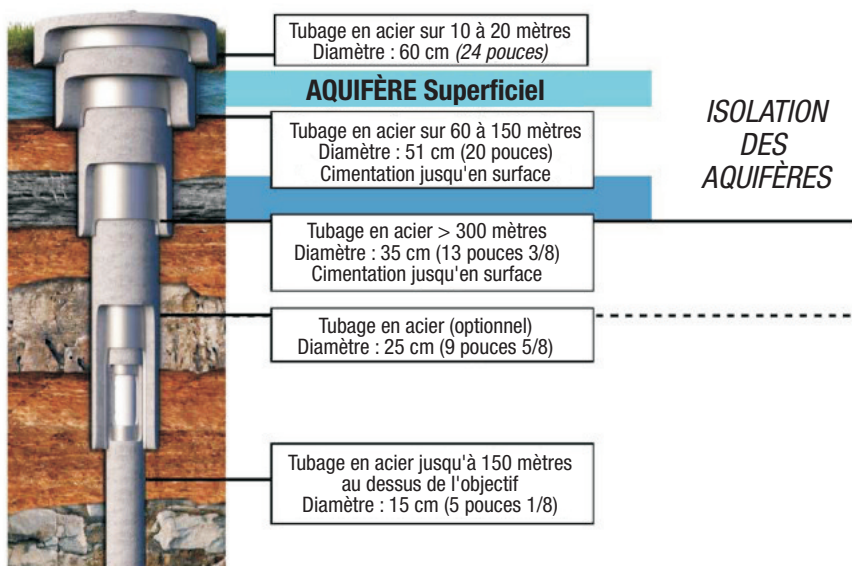 Tubage en acier sur 10 à 20 mètres
Diamètre : 60 cm (24 pouces)
AQUIFÈRE Superficiel
Tubage en acier sur 60 à 150 mètres
Diamètre : 51 cm (20 pouces)
Cimentation jusqu'en surface
ISOLATION
DES
AQUIFÈRES
Tubage en acier > 300 mètres
Diamètre : 35 cm (13 pouces 3/8)
Cimentation jusqu'en surface
Tubage en acier (optionnel)
Diamètre : 25 cm (9 pouces 5/8)
Tubage en acier jusqu'à 150 mètres
au dessus de l'objectif
Diamètre : 15 cm (5 pouces 1/8)